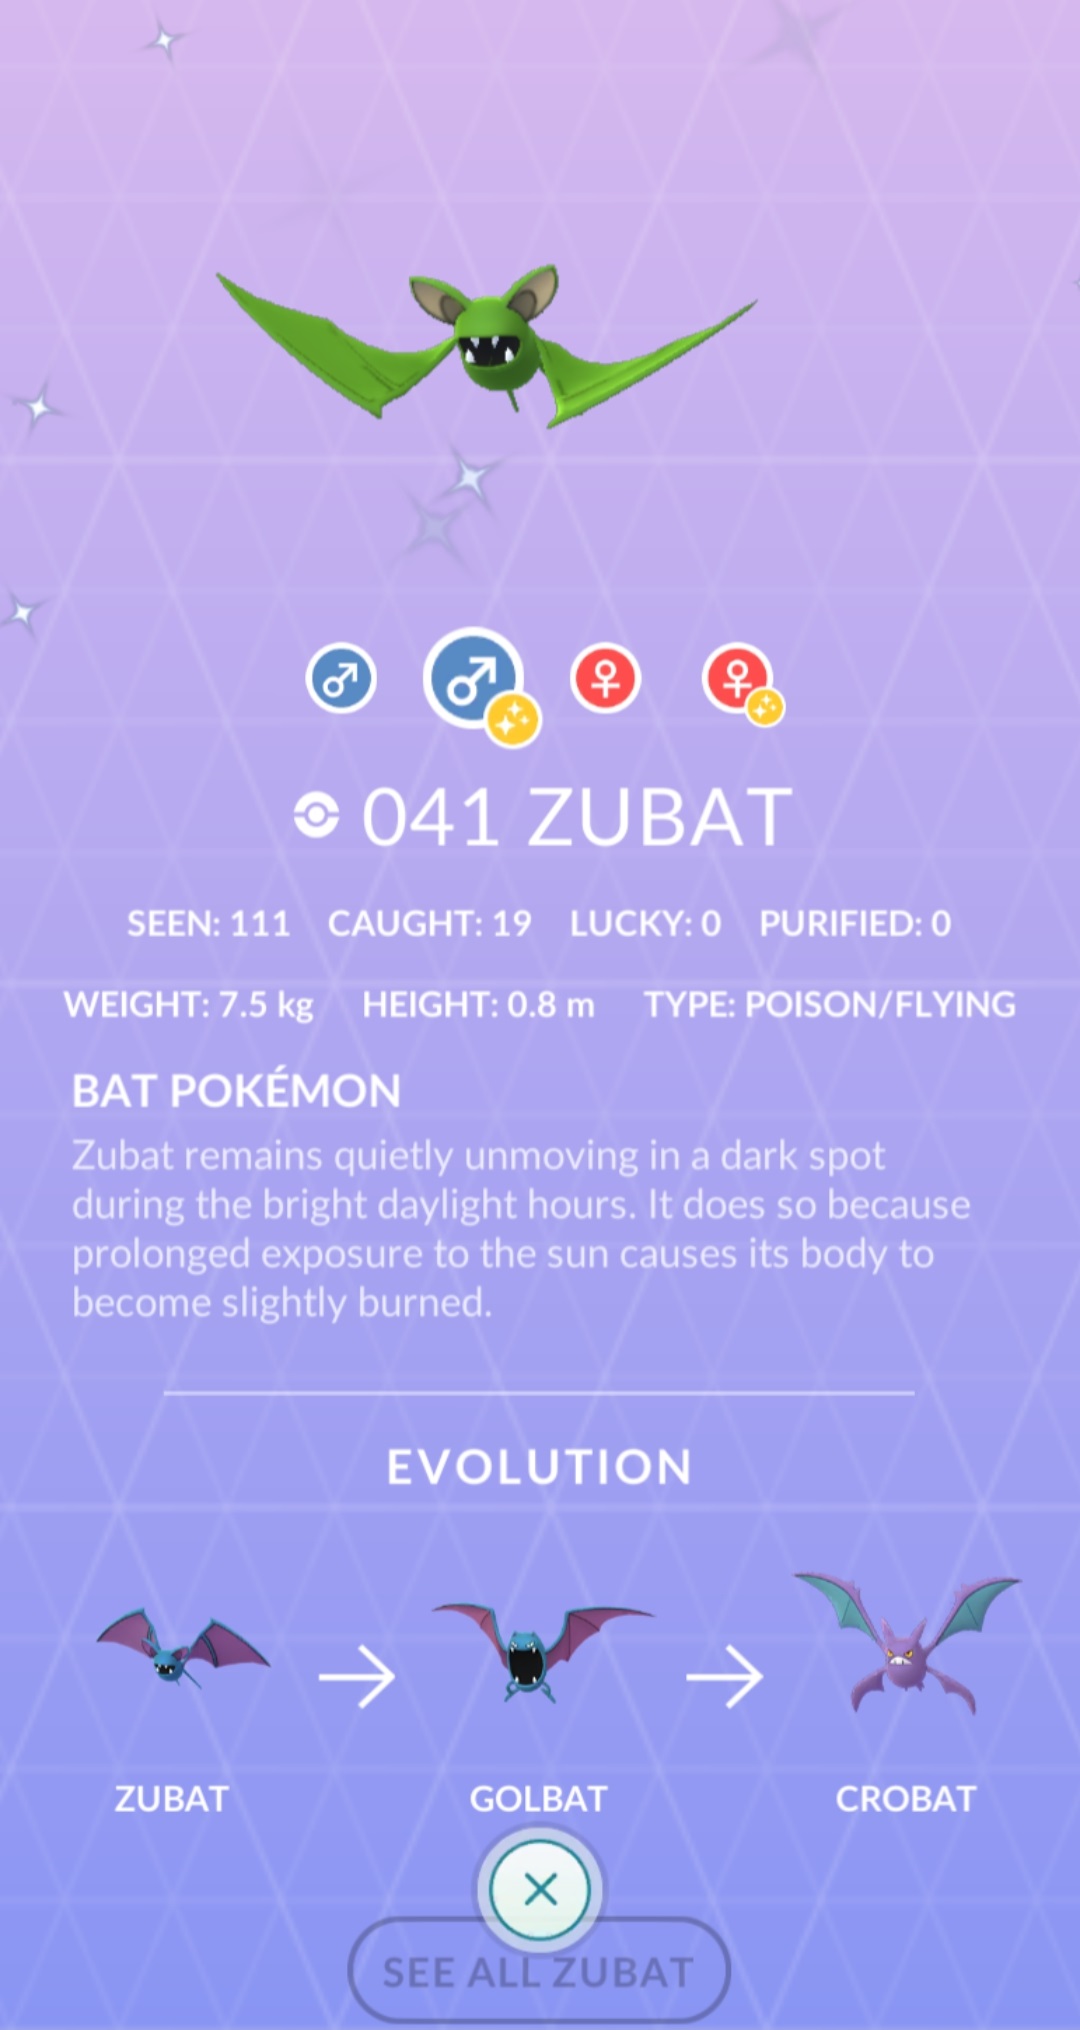 041 ZUBAT
SEEN: 111 CAUGHT: 19 LUCKY: 0 PURIFIED: 0
WEIGHT: 7.5 kg HEIGHT: 0.8 m TYPE: POISON/FLYING
BAT POKÉMON
Zubat remains quietly unmoving in a dark spot
during the bright daylight hours. It does so because
prolonged exposure to the sun causes its body to
become slightly burned.
EVOLUTION
ZUBAT GOLBAT CROBAT
SEE ALL ZUBAT